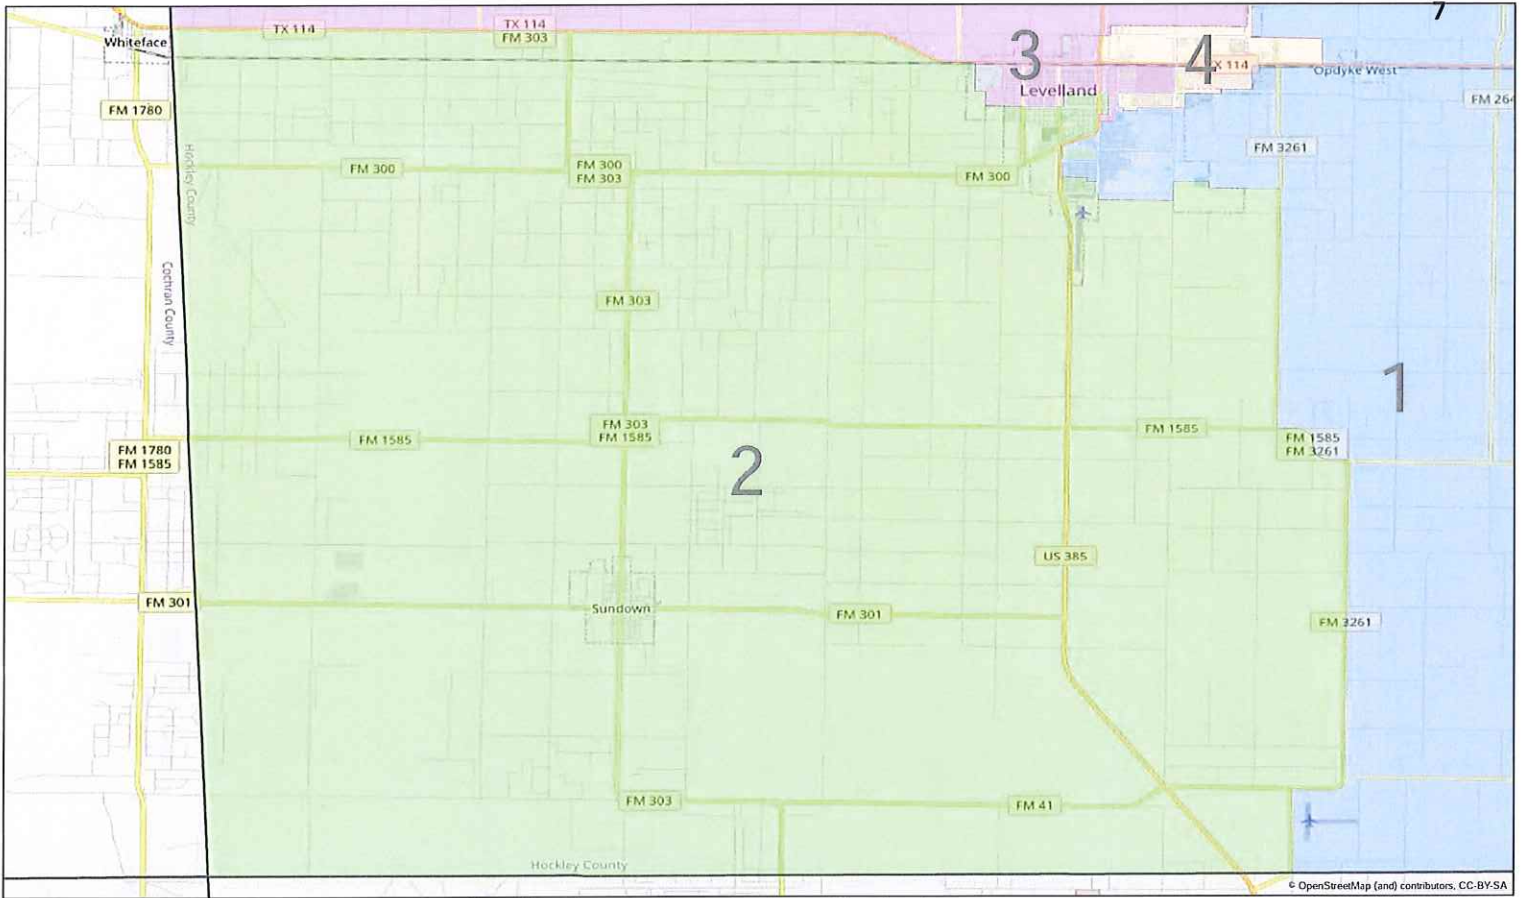 7
TX 114
TX 114
FM 303
Whiteface
3
4
X 114
Levelland
Opdyke West
FM 1780
FM 264
FM 3261
Hockley County
FM 300
FM 300
FM 303
FM 300
Cochran County
FM 303
1
FM 303
FM 1585
FM 1585
FM 1585
FM 1585
FM 3261
FM 1780
FM 1585
2
US 385
FM 301
Sundown
FM 301
FM 3261
FM 303
FM 41
Hockley County
© OpenStreetMap (and) contributors, CC-BY-SA